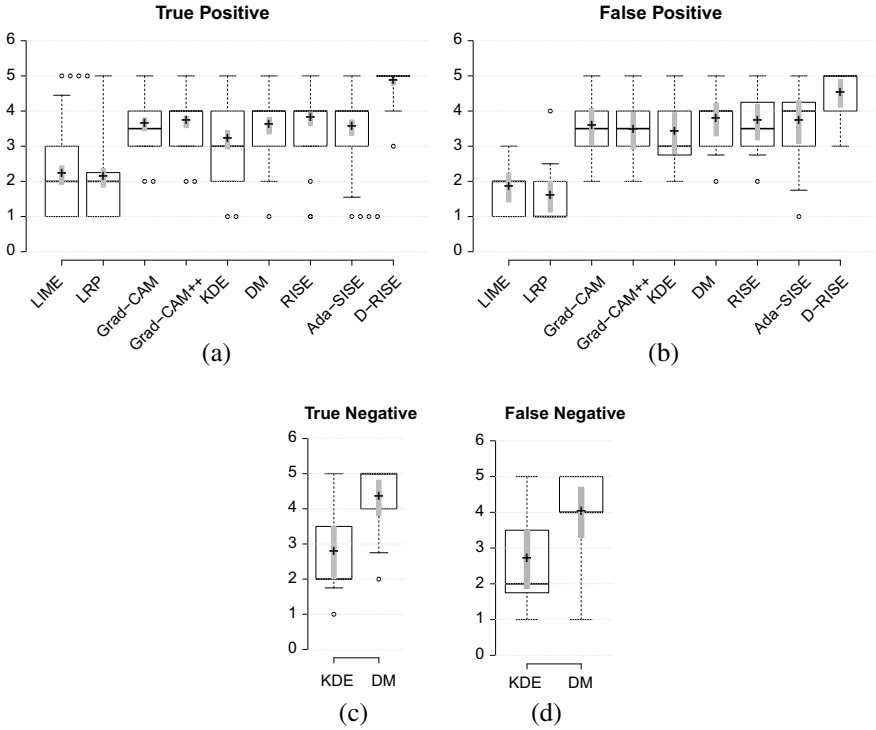 True Positive
6
5
4
3
2
1
0
LIME
LRP
Grad-CAM
Grad-CAM++
KDE
DM
RISE
Ada-SISE
D-RISE
(a)
False Positive
6
5
4
3
2
1
0
LIME
LRP
Grad-CAM
Grad-CAM++
KDE
DM
RISE
Ada-SISE
D-RISE
(b)
True Negative
6
5
4
3
2
1
0
KDE DM
(c)
False Negative
6
5
4
3
2
1
0
KDE DM
(d)